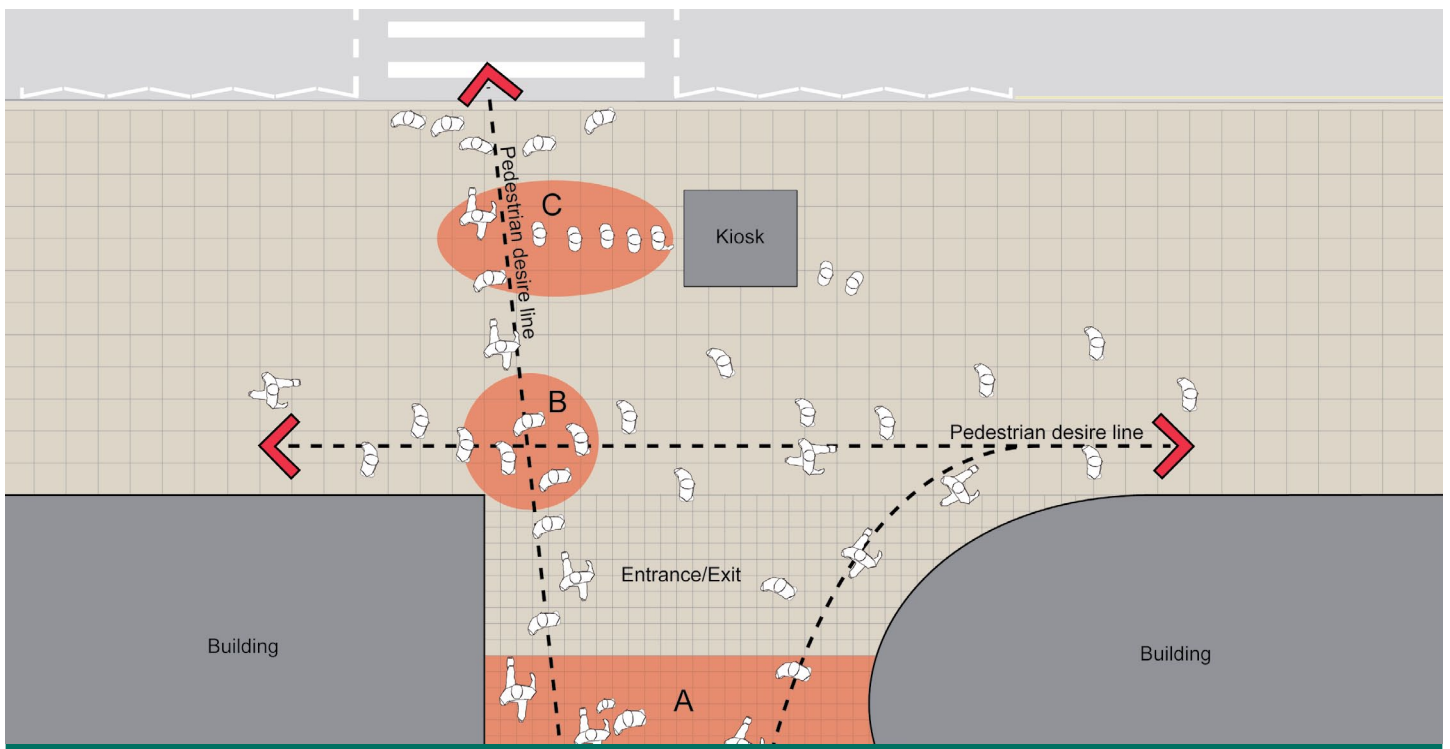 Pedestrian desire line
C
Kiosk
B
Pedestrian desire line
Entrance/Exit
Building
Building
A